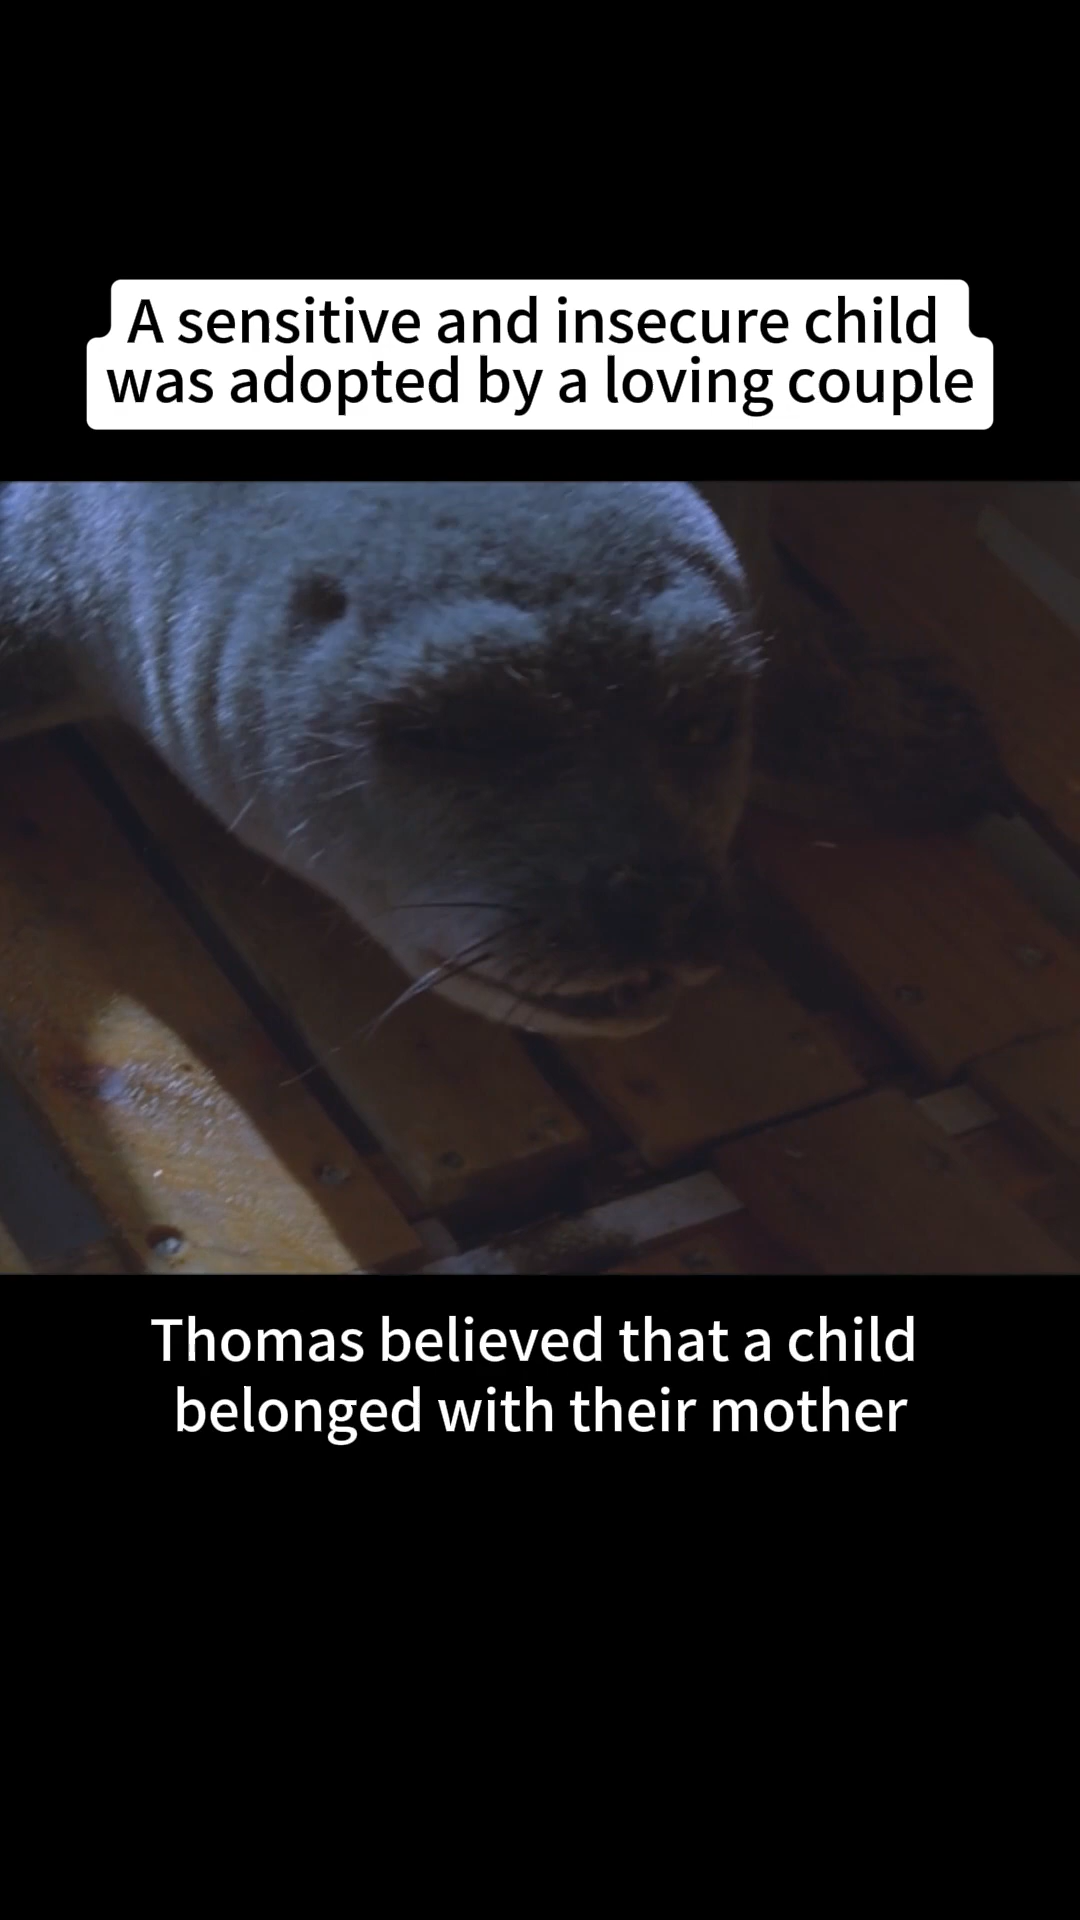 A sensitive and insecure child
was adopted by a loving couple
Thomas believed that a child
belonged with their mother